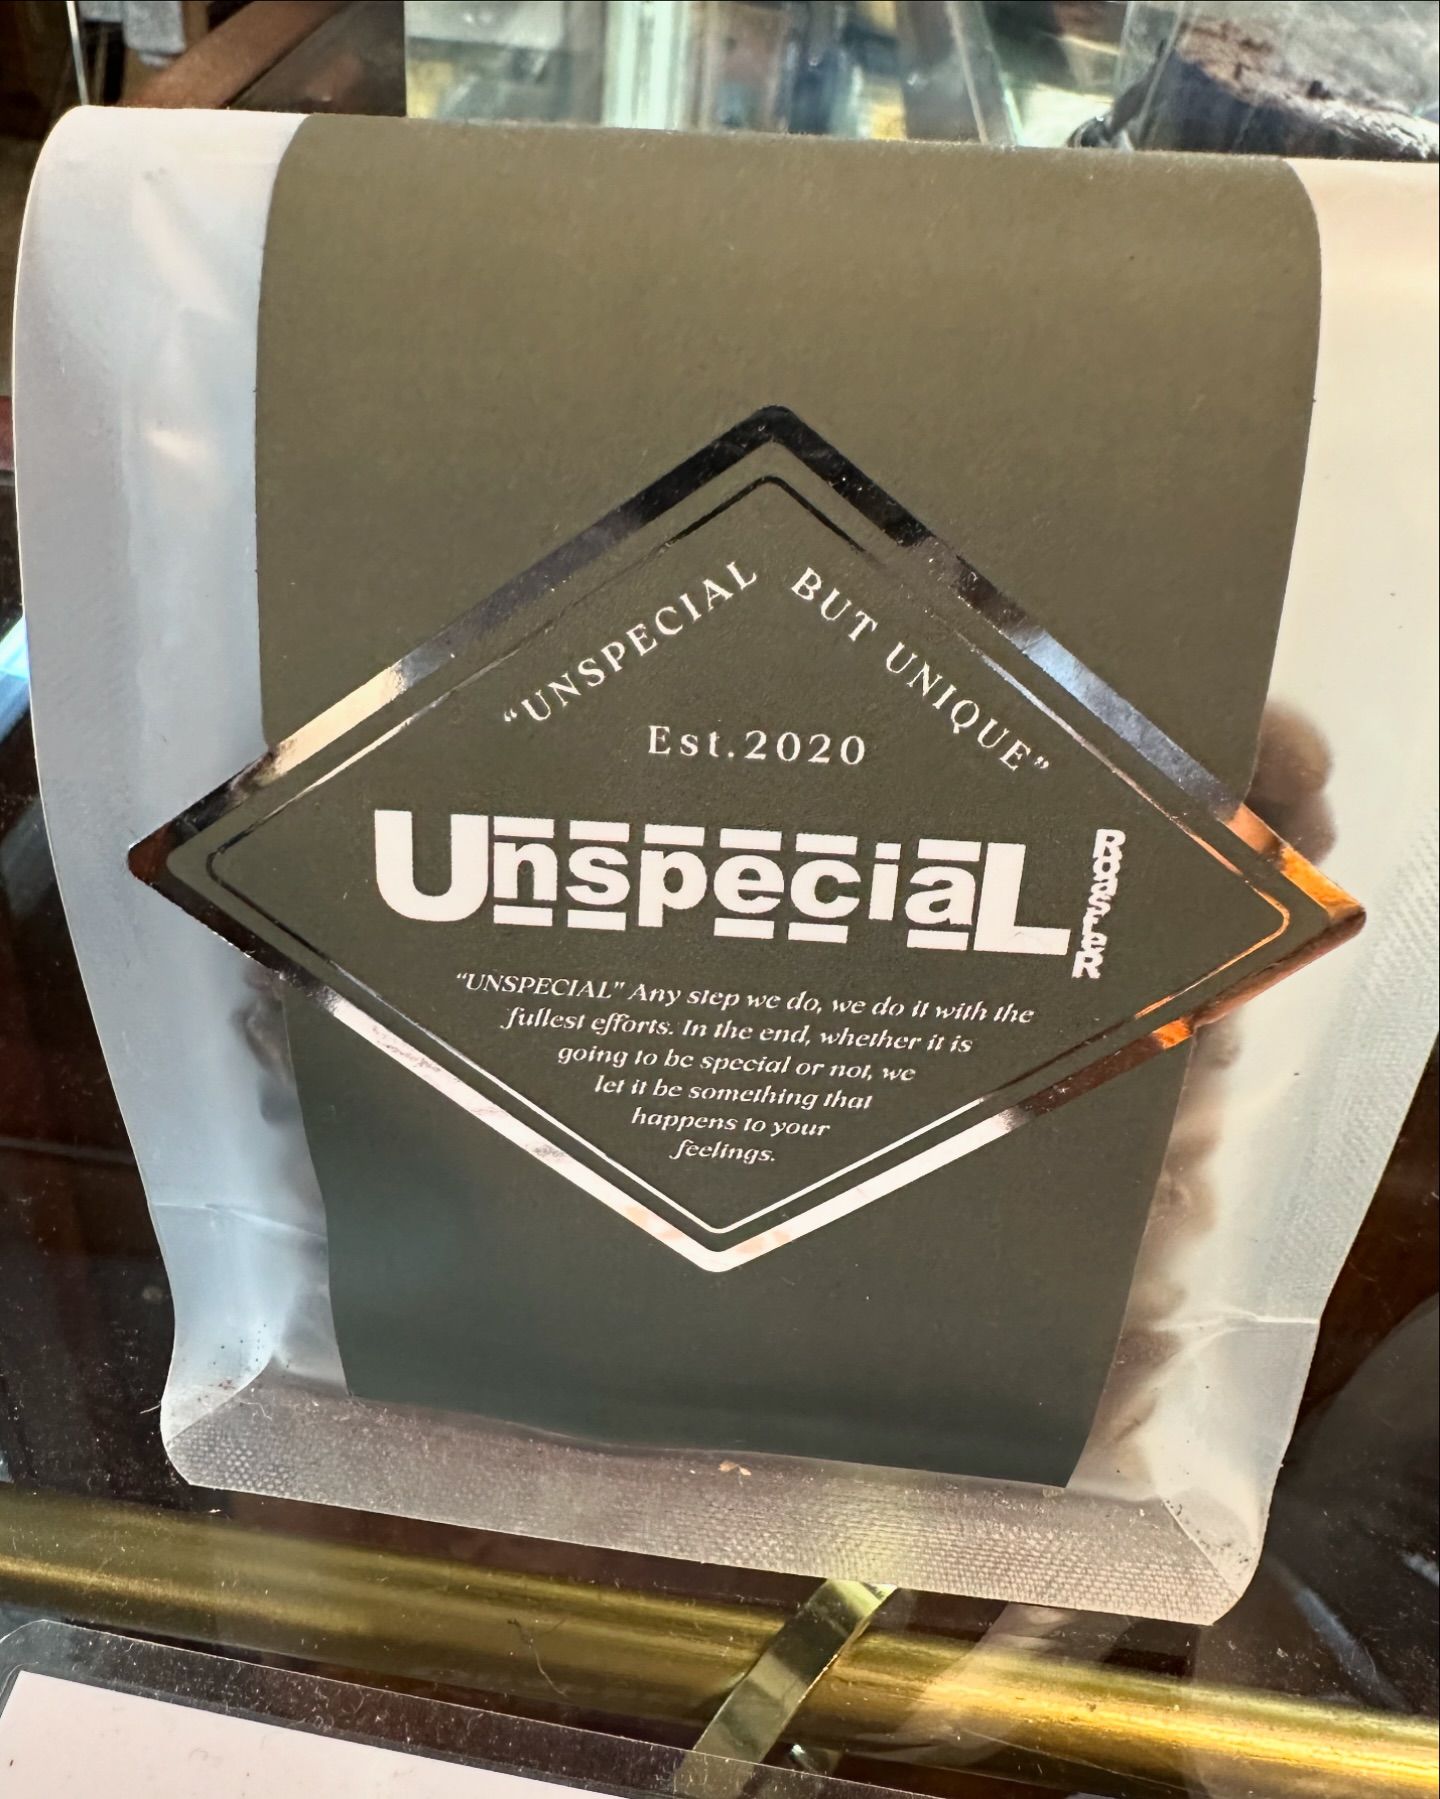 “UNSPECIAL BUT UNIQUE”
Est.2020
UnspeciaL
ROASTER
“UNSPECIAL” Any step we do, we do it with the
fullest efforts. In the end, whether it is
going to be special or not, we
let it be something that
happens to your
feelings.